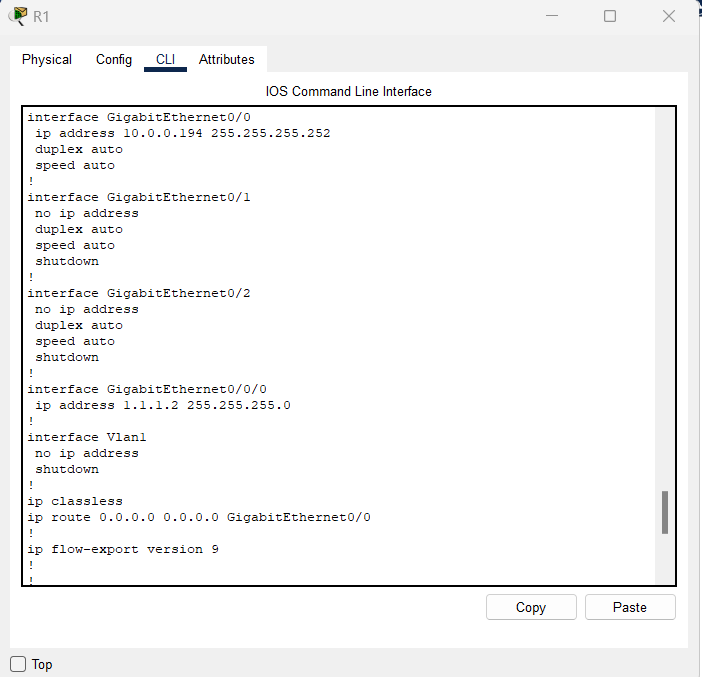 R1
Physical Config CLI Attributes
IOS Command Line Interface
interface GigabitEthernet0/0
 ip address 10.0.0.194 255.255.255.252
 duplex auto
 speed auto
!
interface GigabitEthernet0/1
 no ip address
 duplex auto
 speed auto
 shutdown
!
interface GigabitEthernet0/2
 no ip address
 duplex auto
 speed auto
 shutdown
!
interface GigabitEthernet0/0/0
 ip address 1.1.1.2 255.255.255.0
!
interface Vlan1
 no ip address
 shutdown
!
ip classless
ip route 0.0.0.0 0.0.0.0 GigabitEthernet0/0
!
ip flow-export version 9
!
!
Copy Paste
Top